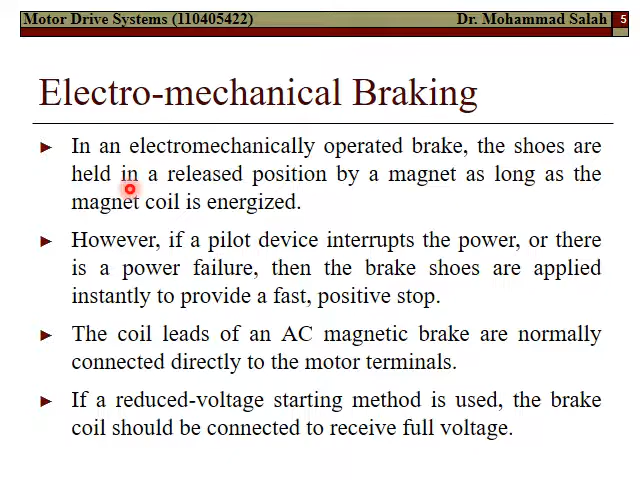 Motor Drive Systems (110405422) Dr. Mohammad Salah 5
Electro-mechanical Braking
► In an electromechanically operated brake, the shoes are
held in a released position by a magnet as long as the
magnet coil is energized.
► However, if a pilot device interrupts the power, or there
is a power failure, then the brake shoes are applied
instantly to provide a fast, positive stop.
► The coil leads of an AC magnetic brake are normally
connected directly to the motor terminals.
► If a reduced-voltage starting method is used, the brake
coil should be connected to receive full voltage.